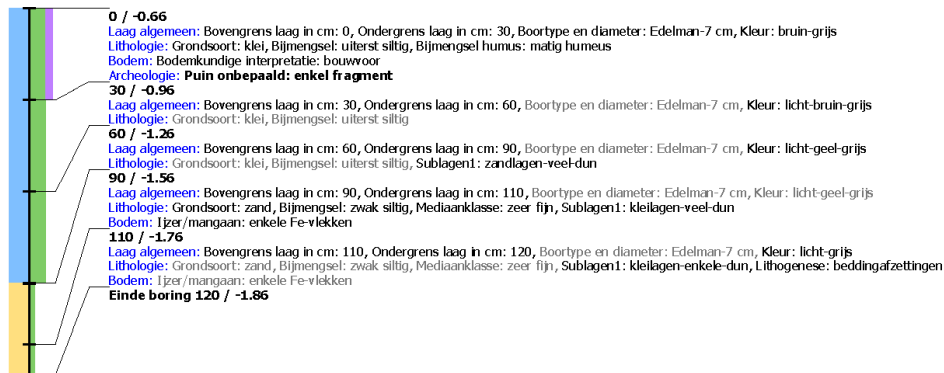 0 / -0.66
Laag algemeen: Bovengrens laag in cm: 0, Ondergrens laag in cm: 30, Boortype en diameter: Edelman-7 cm, Kleur: bruin-grijs
Lithologie: Grondsoort: klei, Bijmengsel: uiterst siltig, Bijmengsel humus: matig humeus
Bodem: Bodemkundige interpretatie: bouwvoor
Archeologie: Puin onbepaald: enkel fragment
30 / -0.96
Laag algemeen: Bovengrens laag in cm: 30, Ondergrens laag in cm: 60, Boortype en diameter: Edelman-7 cm, Kleur: licht-bruin-grijs
Lithologie: Grondsoort: klei, Bijmengsel: uiterst siltig
60 / -1.26
Laag algemeen: Bovengrens laag in cm: 60, Ondergrens laag in cm: 90, Boortype en diameter: Edelman-7 cm, Kleur: licht-geel-grijs
Lithologie: Grondsoort: klei, Bijmengsel: uiterst siltig, Sublagen1: zandlagen-veel-dun
90 / -1.56
Laag algemeen: Bovengrens laag in cm: 90, Ondergrens laag in cm: 110, Boortype en diameter: Edelman-7 cm, Kleur: licht-geel-grijs
Lithologie: Grondsoort: zand, Bijmengsel: zwak siltig, Mediaanklasse: zeer fijn, Sublagen1: kleilagen-veel-dun
Bodem: Ijzer/mangaan: enkele Fe-vlekken
110 / -1.76
Laag algemeen: Bovengrens laag in cm: 110, Ondergrens laag in cm: 120, Boortype en diameter: Edelman-7 cm, Kleur: licht-grijs
Lithologie: Grondsoort: zand, Bijmengsel: zwak siltig, Mediaanklasse: zeer fijn, Sublagen1: kleilagen-enkele-dun, Lithogenese: beddingafzettingen
Bodem: Ijzer/mangaan: enkele Fe-vlekken
Einde boring 120 / -1.86